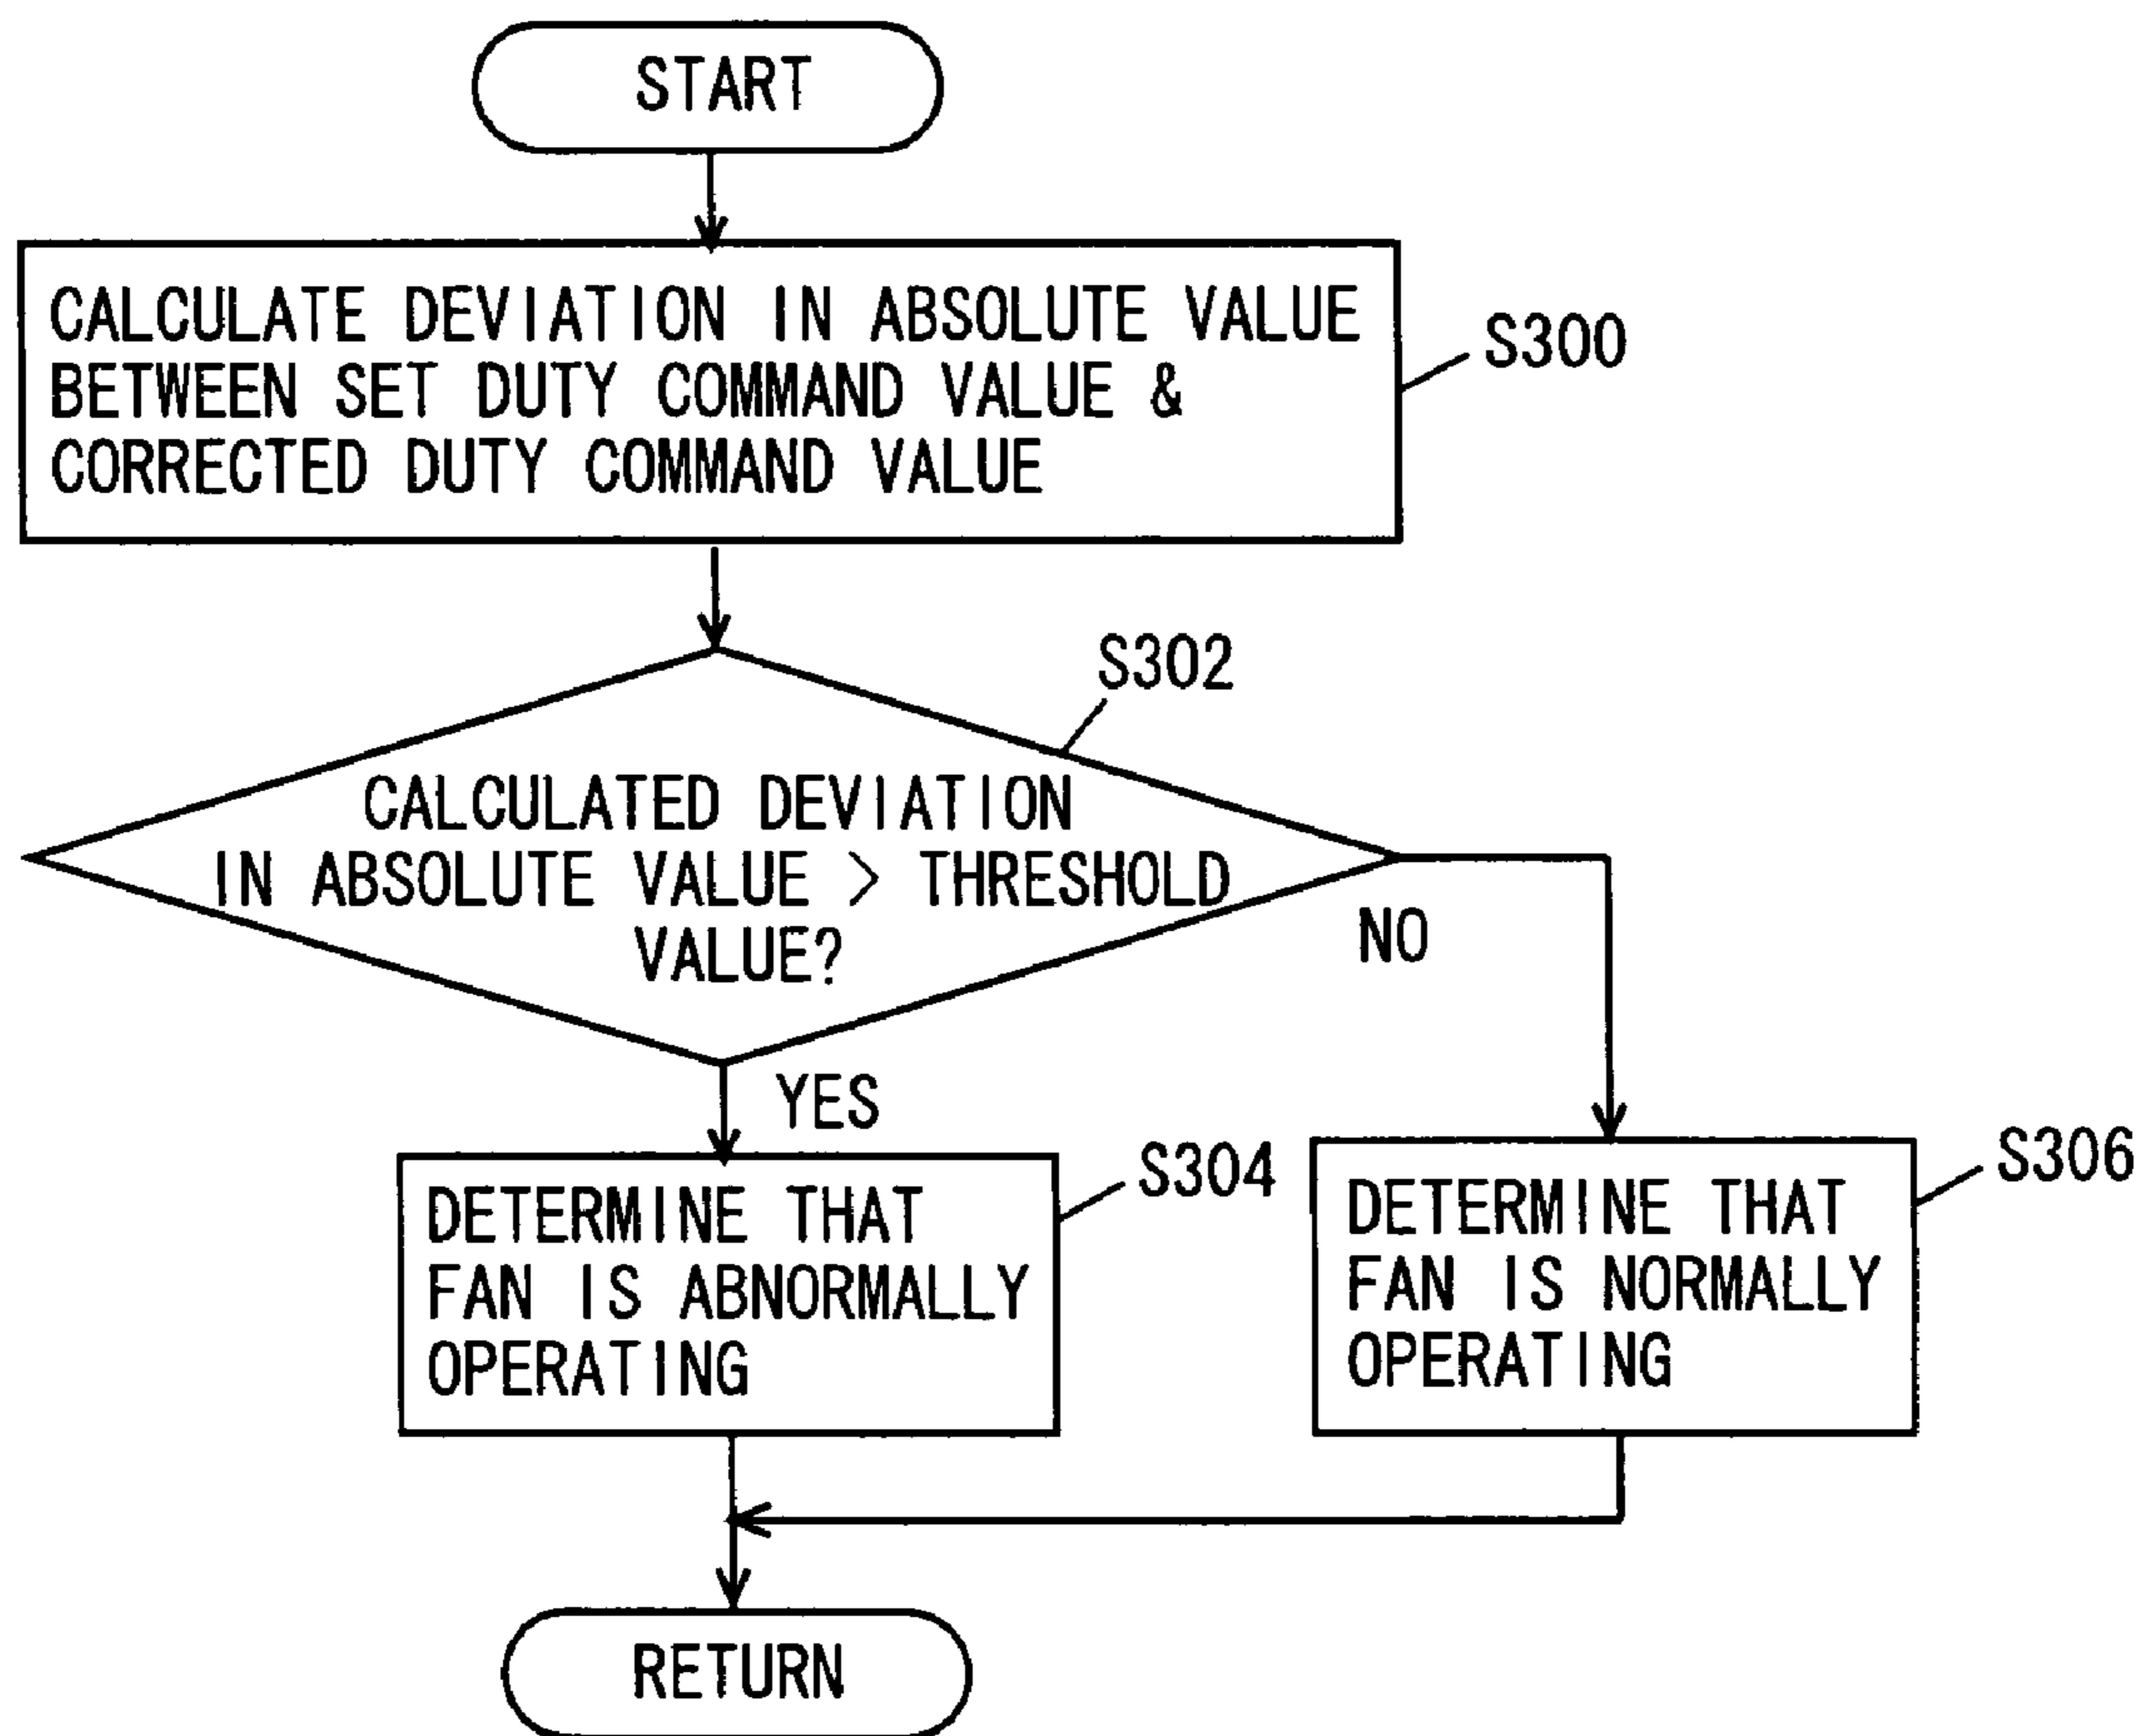 START
CALCULATE DEVIATION IN ABSOLUTE VALUE
BETWEEN SET DUTY COMMAND VALUE &
CORRECTED DUTY COMMAND VALUE
S300
S302
CALCULATED DEVIATION
IN ABSOLUTE VALUE > THRESHOLD
VALUE?
NO
YES
S304
DETERMINE THAT
FAN IS ABNORMALLY
OPERATING
S306
DETERMINE THAT
FAN IS NORMALLY
OPERATING
RETURN